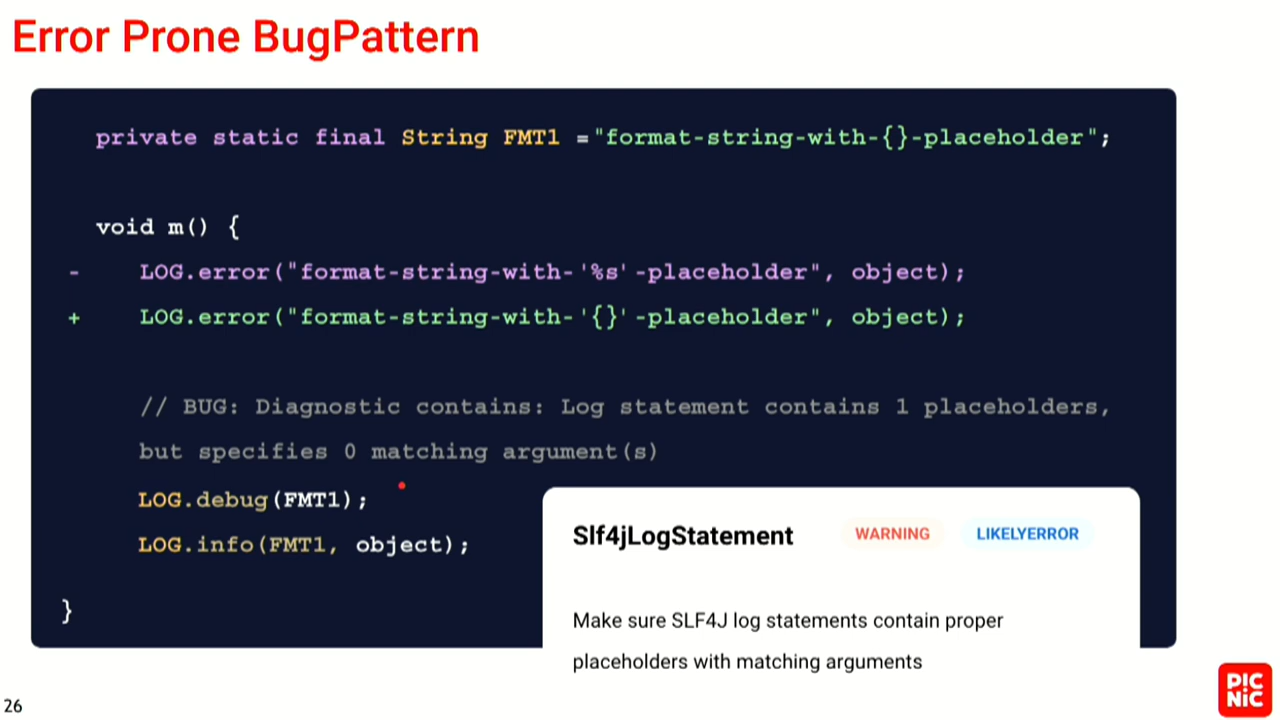 Error Prone BugPattern
private static final String FMT1 ="format-string-with-{}-placeholder";
void m() {
- LOG.error("format-string-with-'%s'-placeholder", object);
+ LOG.error("format-string-with-'{}'-placeholder", object);
// BUG: Diagnostic contains: Log statement contains 1 placeholders,
but specifies 0 matching argument(s)
LOG.debug(FMT1);
LOG.info(FMT1, object);
}
Slf4jLogStatement WARNING LIKELYERROR
Make sure SLF4J log statements contain proper
placeholders with matching arguments
26
PIC
NIC